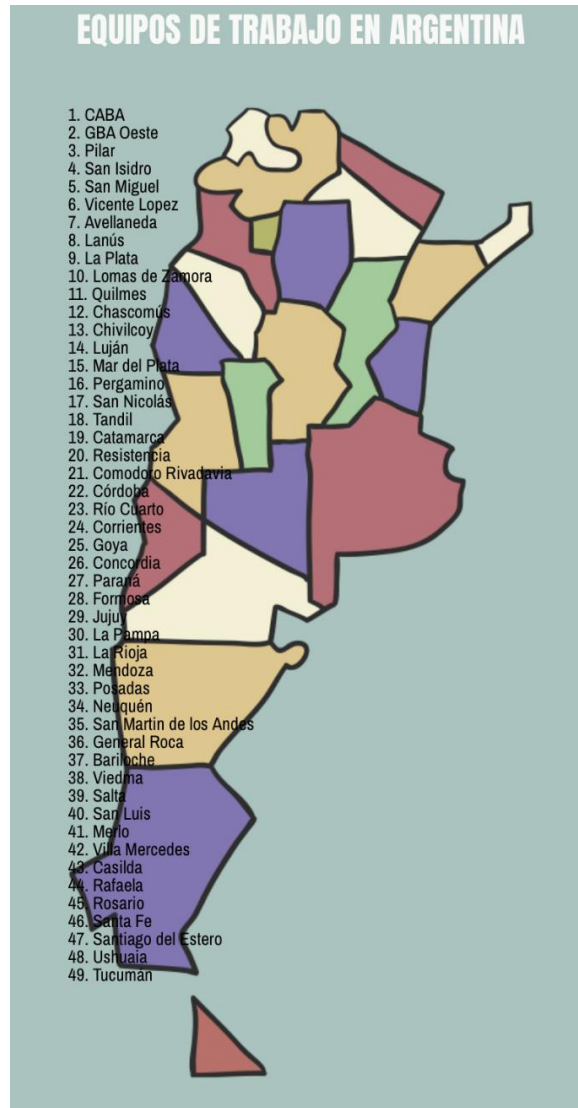 EQUIPOS DE TRABAJO EN ARGENTINA
1. CABA
2. GBA Oeste
3. Pilar
4. San Isidro
5. San Miguel
6. Vicente Lopez
7. Avellaneda
8. Lanús
9. La Plata
10. Lomas de Zamora
11. Quilmes
12. Chascomús
13. Chivilcoy
14. Luján
15. Mar del Plata
16. Pergamino
17. San Nicolás
18. Tandil
19. Catamarca
20. Resistencia
21. Comodoro Rivadavia
22. Córdoba
23. Río Cuarto
24. Corrientes
25. Goya
26. Concordia
27. Paraná
28. Formosa
29. Jujuy
30. La Pampa
31. La Rioja
32. Mendoza
33. Posadas
34. Neuquén
35. San Martin de los Andes
36. General Roca
37. Bariloche
38. Viedma
39. Salta
40. San Luis
41. Merlo
42. Villa Mercedes
43. Casilda
44. Rafaela
45. Rosario
46. Santa Fe
47. Santiago del Estero
48. Ushuaia
49. Tucumán